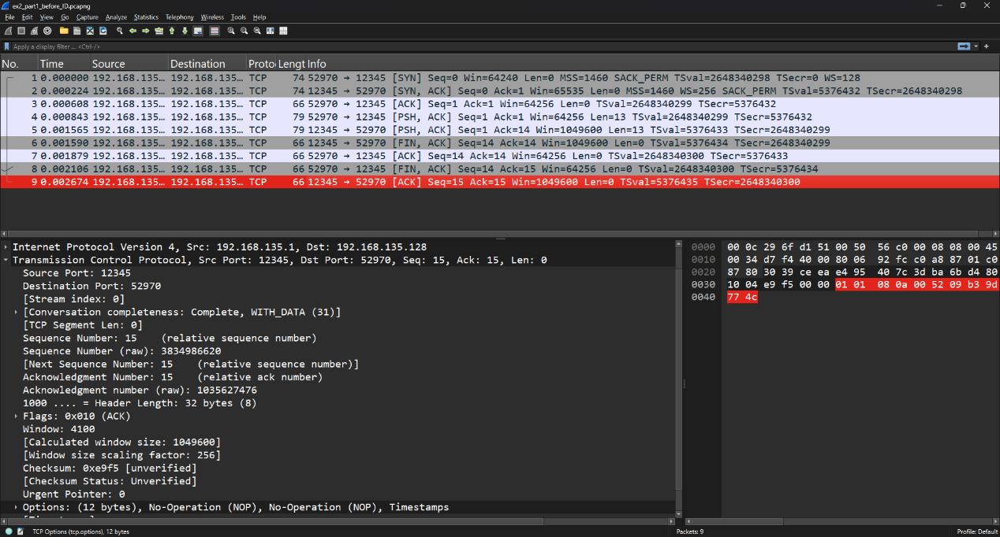 ex2_part1_before_ID.pcapng
File Edit View Go Capture Analyze Statistics Telephony Wireless Tools Help
Apply a display filter ... <Ctrl-/>
No. Time Source Destination Proto Lengt Info
1 0.000000 192.168.135… 192.168.135… TCP 74 52970 → 12345 [SYN] Seq=0 Win=64240 Len=0 MSS=1460 SACK_PERM TSval=2648340298 TSecr=0 WS=128
2 0.000224 192.168.135… 192.168.135… TCP 74 12345 → 52970 [SYN, ACK] Seq=0 Ack=1 Win=65535 Len=0 MSS=1460 WS=256 SACK_PERM TSval=5376432 TSecr=2648340298
3 0.000608 192.168.135… 192.168.135… TCP 66 52970 → 12345 [ACK] Seq=1 Ack=1 Win=64256 Len=0 TSval=2648340299 TSecr=5376432
4 0.000843 192.168.135… 192.168.135… TCP 79 52970 → 12345 [PSH, ACK] Seq=1 Ack=1 Win=64256 Len=13 TSval=2648340299 TSecr=5376432
5 0.001565 192.168.135… 192.168.135… TCP 79 12345 → 52970 [PSH, ACK] Seq=1 Ack=14 Win=1049600 Len=13 TSval=5376433 TSecr=2648340299
6 0.001590 192.168.135… 192.168.135… TCP 66 12345 → 52970 [FIN, ACK] Seq=14 Ack=14 Win=1049600 Len=0 TSval=5376434 TSecr=2648340299
7 0.001879 192.168.135… 192.168.135… TCP 66 52970 → 12345 [ACK] Seq=14 Ack=14 Win=64256 Len=0 TSval=2648340300 TSecr=5376433
8 0.002106 192.168.135… 192.168.135… TCP 66 52970 → 12345 [FIN, ACK] Seq=14 Ack=15 Win=64256 Len=0 TSval=2648340300 TSecr=5376434
9 0.002674 192.168.135… 192.168.135… TCP 66 12345 → 52970 [ACK] Seq=15 Ack=15 Win=1049600 Len=0 TSval=5376435 TSecr=2648340300
Internet Protocol Version 4, Src: 192.168.135.1, Dst: 192.168.135.128
Transmission Control Protocol, Src Port: 12345, Dst Port: 52970, Seq: 15, Ack: 15, Len: 0
Source Port: 12345
Destination Port: 52970
[Stream index: 0]
[Conversation completeness: Complete, WITH_DATA (31)]
[TCP Segment Len: 0]
Sequence Number: 15 (relative sequence number)
Sequence Number (raw): 3834986620
[Next Sequence Number: 15 (relative sequence number)]
Acknowledgment Number: 15 (relative ack number)
Acknowledgment number (raw): 1035627476
1000 .... = Header Length: 32 bytes (8)
Flags: 0x010 (ACK)
Window: 4100
[Calculated window size: 1049600]
[Window size scaling factor: 256]
Checksum: 0xe9f5 [unverified]
[Checksum Status: Unverified]
Urgent Pointer: 0
Options: (12 bytes), No-Operation (NOP), No-Operation (NOP), Timestamps
0000 00 0c 29 6f d1 51 00 50 56 c0 00 08 08 00 45
0010 00 34 d7 f4 40 00 80 06 92 fc c0 a8 87 01 c0
0020 87 80 30 39 ce ea e4 95 40 7c 3d ba 6b d4 80
0030 10 04 e9 f5 00 00 01 01 08 0a 00 52 09 b3 9d
0040 77 4c
TCP Options (tcp.options), 12 bytes
Packets: 9
Profile: Default